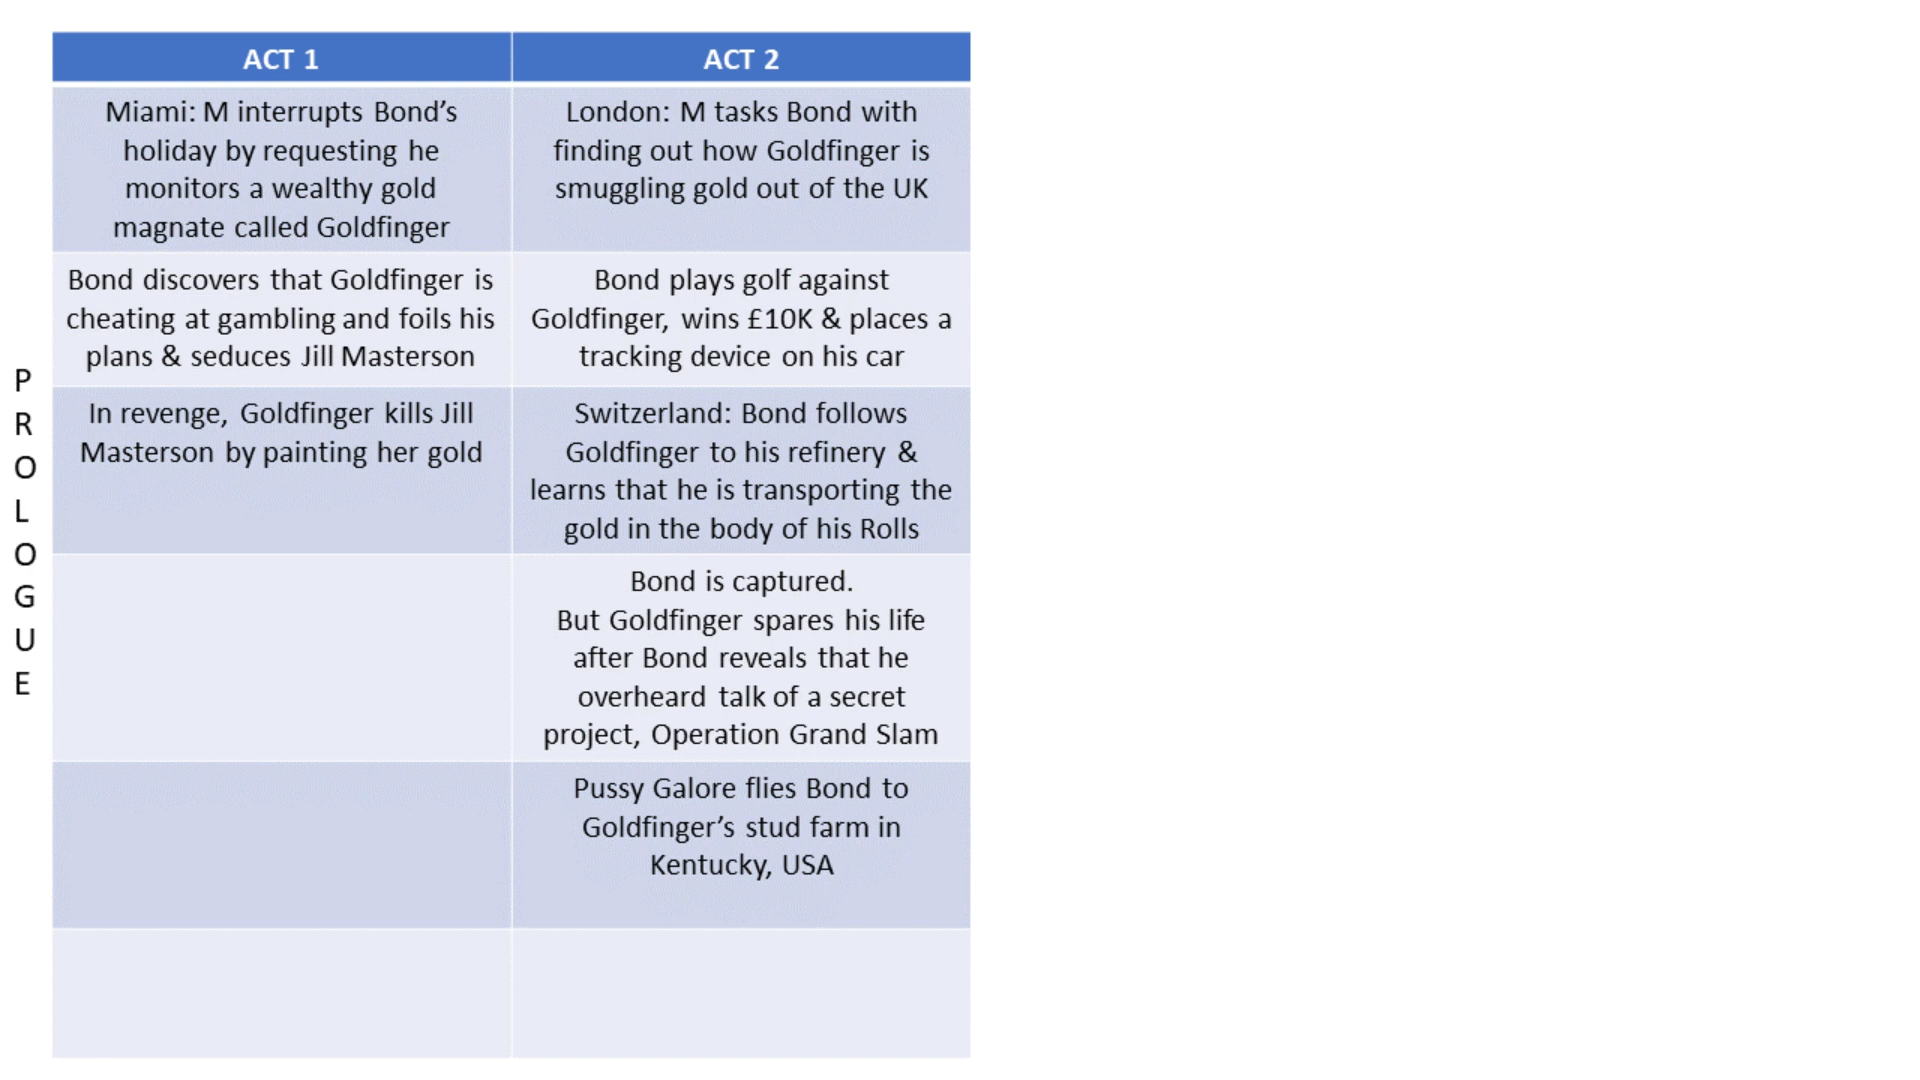 P
R
O
L
O
G
U
E
ACT 1
Miami: M interrupts Bond’s
holiday by requesting he
monitors a wealthy gold
magnate called Goldfinger
Bond discovers that Goldfinger is
cheating at gambling and foils his
plans & seduces Jill Masterson
In revenge, Goldfinger kills Jill
Masterson by painting her gold
ACT 2
London: M tasks Bond with
finding out how Goldfinger is
smuggling gold out of the UK
Bond plays golf against
Goldfinger, wins £10K & places a
tracking device on his car
Switzerland: Bond follows
Goldfinger to his refinery &
learns that he is transporting the
gold in the body of his Rolls
Bond is captured.
But Goldfinger spares his life
after Bond reveals that he
overheard talk of a secret
project, Operation Grand Slam
Pussy Galore flies Bond to
Goldfinger’s stud farm in
Kentucky, USA